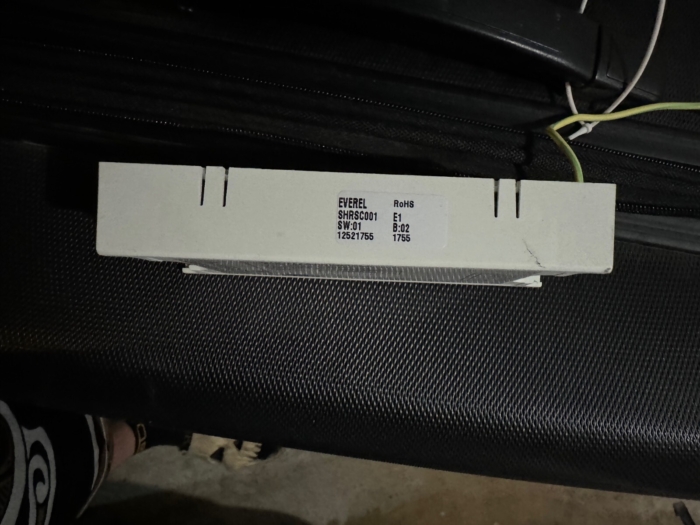 EVEREL RoHS
SHRSC001 E1
SW:01 B:02
12521755 1755